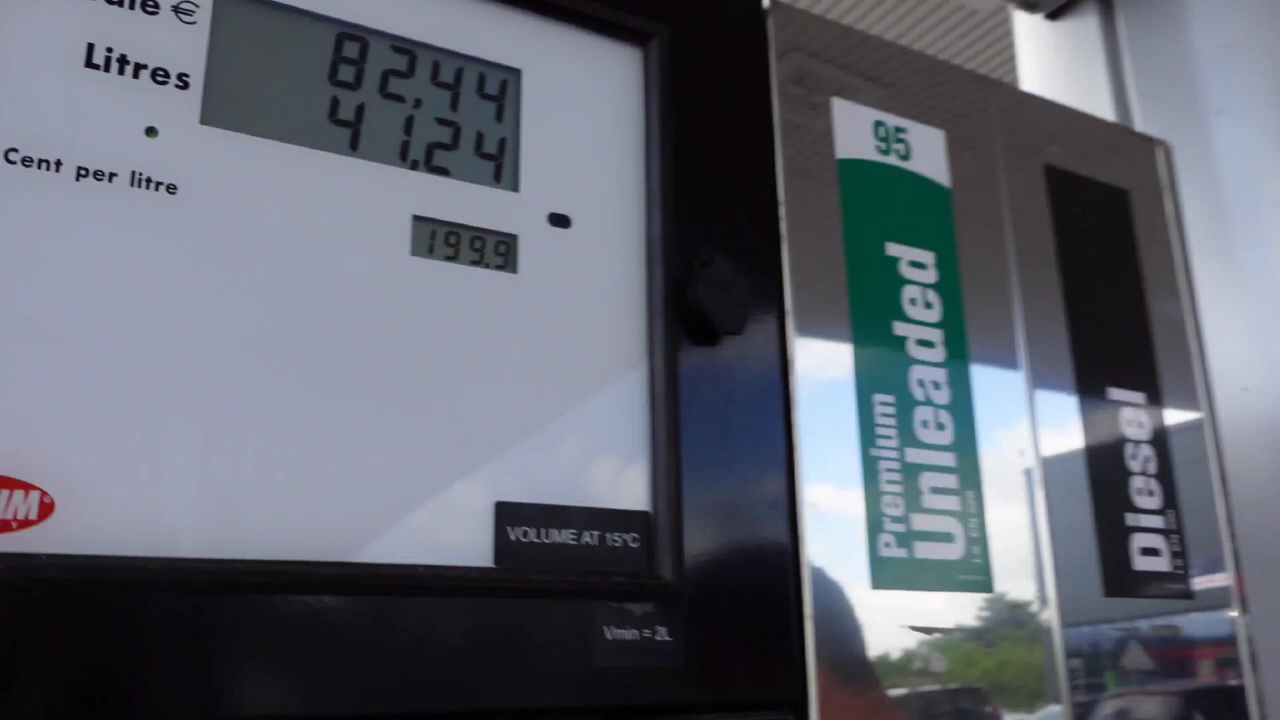 €
Litres
82.44
41.24
Cent per litre
199.9
VOLUME AT 15°C
Vmin = 2L
95
Premium
Unleaded
Diesel